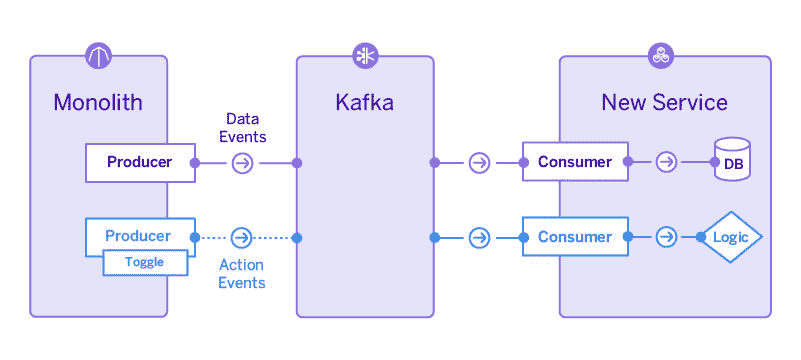 Monolith
Kafka
New Service
Data
Events
Producer
Consumer
DB
Producer
Toggle
Action
Events
Consumer
Logic